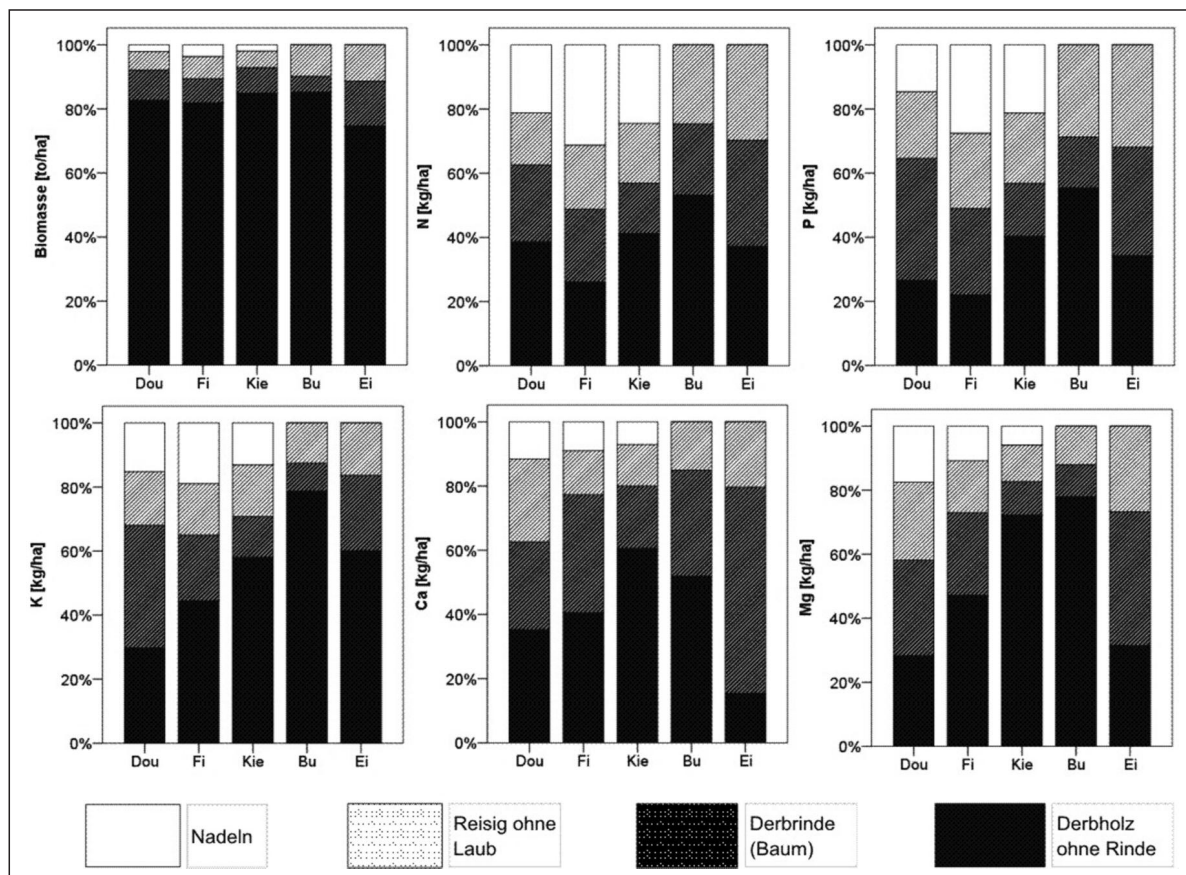 Biomasse [to/ha]
100%
80%
60%
40%
20%
0%
Dou Fi Kie Bu Ei
N [kg/ha]
100%
80%
60%
40%
20%
0%
Dou Fi Kie Bu Ei
P [kg/ha]
100%
80%
60%
40%
20%
0%
Dou Fi Kie Bu Ei
K [kg/ha]
100%
80%
60%
40%
20%
0%
Dou Fi Kie Bu Ei
Ca [kg/ha]
100%
80%
60%
40%
20%
0%
Dou Fi Kie Bu Ei
Mg [kg/ha]
100%
80%
60%
40%
20%
0%
Dou Fi Kie Bu Ei
Nadeln
Reisig ohne
Laub
Derbrinde
(Baum)
Derbholz
ohne Rinde